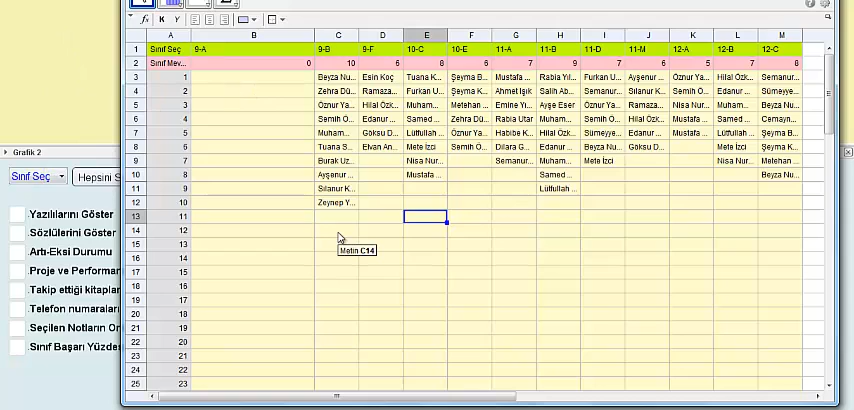 fx K Y
A B C D E F G H I J K L M
1 Sınıf Seç 9-A 9-B 9-F 10-C 10-E 11-A 11-B 11-D 11-M 12-A 12-B 12-C
2 Sınıf Mev... 0 10 6 8 6 7 9 7 6 5 7 8
3 1 Beyza Nu... Esin Koç Tuana K... Şeyma B... Mustafa ... Rabia Yıl... Furkan U... Ayşenur ... Öznur Ya... Hilal Özk... Semanur...
4 2 Zehra Dü... Ramaza... Furkan U... Şeyma K... Ahmet Işık Salih Ab... Semanur... Sılanur K... Semih Ö... Edanur ... Sümeyye...
5 3 Öznur Ya... Hilal Özk... Muham... Metehan ... Emine Yı... Ayşe Eser Öznur Ya... Ramaza... Nisa Nur... Muham... Beyza Nu...
6 4 Semih Ö... Edanur ... Samed ... Zehra Dü... Rabia Utar Muham... Semih Ö... Hilal Özk... Mustafa ... Samed ... Cemayn...
7 5 Muham... Göksu D... Lütfullah ... Öznur Ya... Habibe K... Hilal Özk... Sümeyye... Edanur ... Mustafa ... Lütfullah ... Şeyma B...
8 6 Tuana S... Elvan An... Mete İzci Semih Ö... Dilara G... Edanur ... Beyza Nu... Göksu D... Mete İzci Şeyma K...
9 7 Burak Uz... Nisa Nur... Semanur... Muham... Mete İzci Nisa Nur... Metehan ...
10 8 Ayşenur ... Mustafa ... Samed ... Beyza Nu...
11 9 Sılanur K... Lütfullah ...
12 10 Zeynep Y...
13 11
14 12
15 13
16 14
17 15
18 16
19 17
20 18
21 19
22 20
23 21
24 22
25 23
Metin C14
Grafik 2
Sınıf Seç Hepsini S
Yazılılarını Göster
Sözlülerini Göster
Artı-Eksi Durumu
Proje ve Performan
Takip ettiği kitaplar
Telefon numaraları
Seçilen Notların Or
Sınıf Başarı Yüzdes